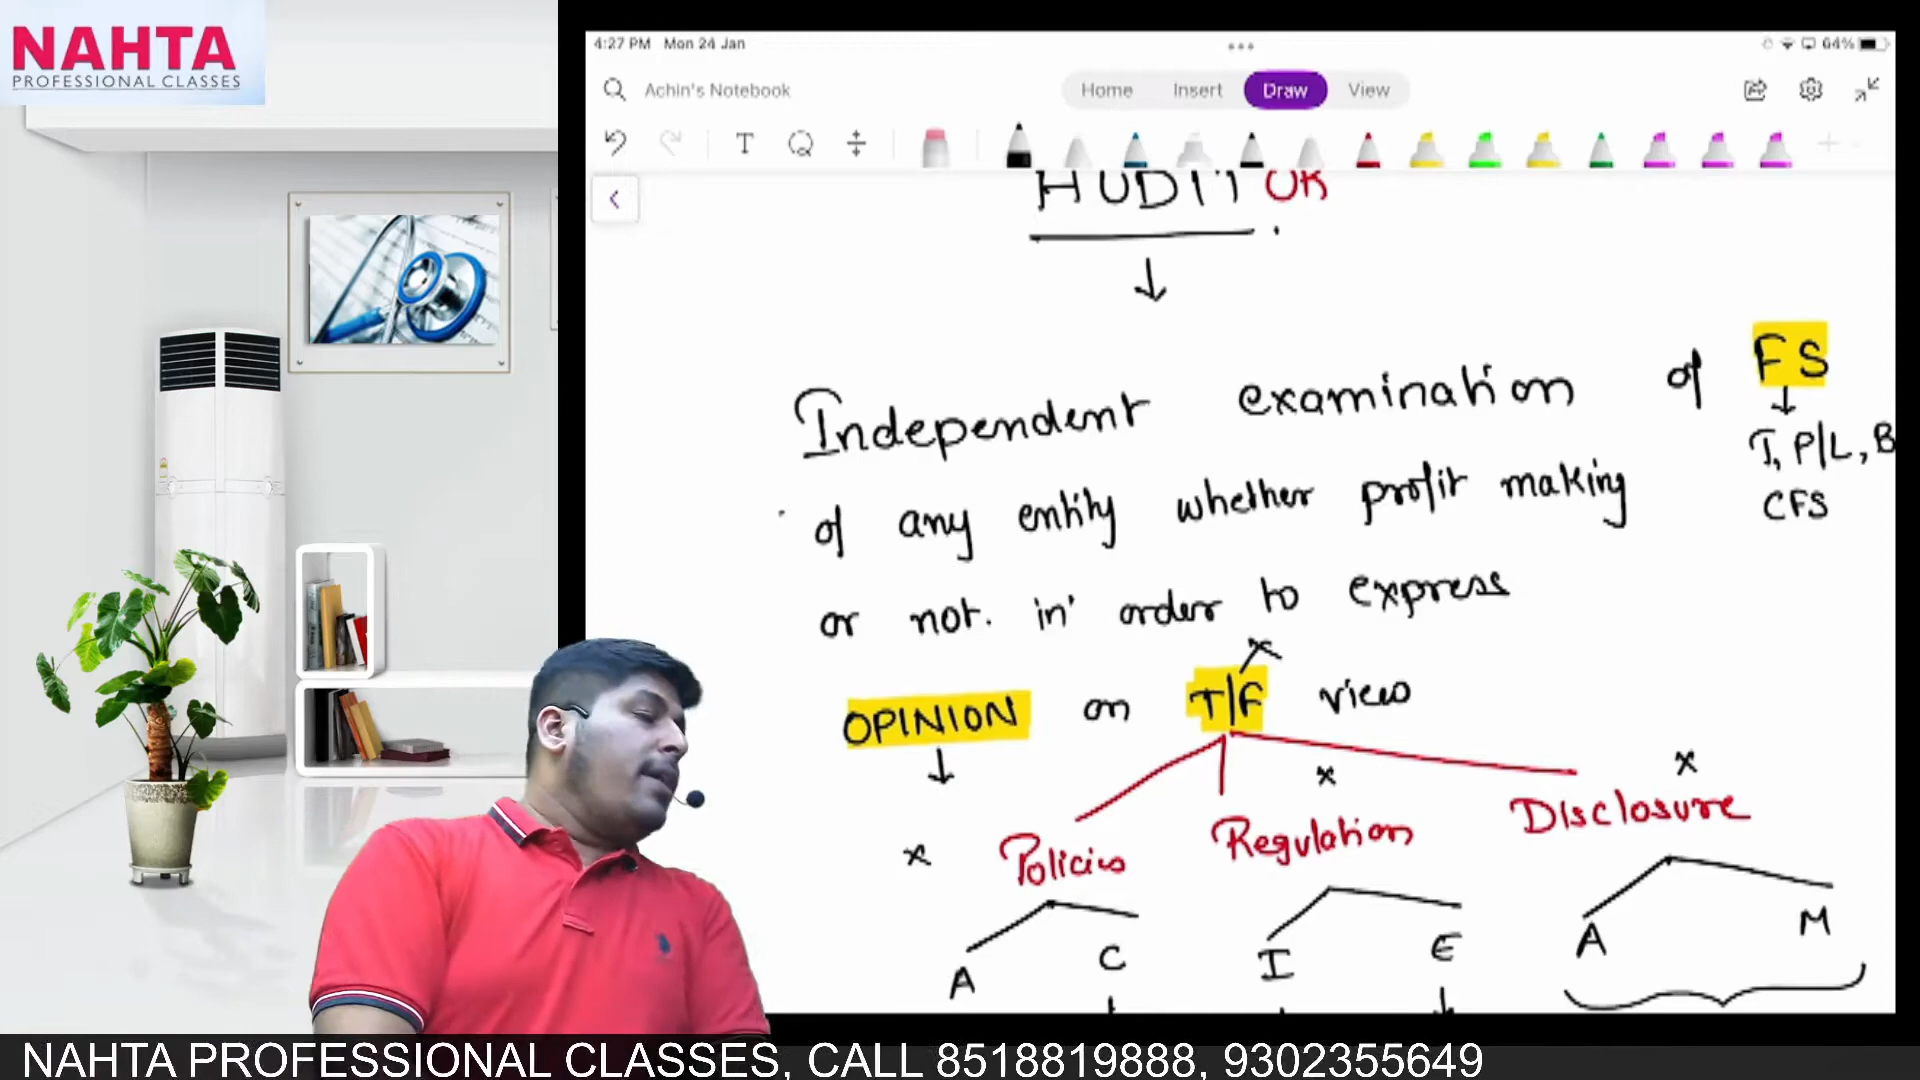 NAHTA
PROFESSIONAL CLASSES
4:27 PM Mon 24 Jan
64%
Achin's Notebook
Home Insert Draw View
T
AUDITOR
Independent examination of FS
T, P/L, B
CFS
of any entity whether profit making
or not. in order to express
OPINION on T/F view
x x x
Policies Regulation Disclosure
A C I E A M
NAHTA PROFESSIONAL CLASSES, CALL 8518819888, 9302355649